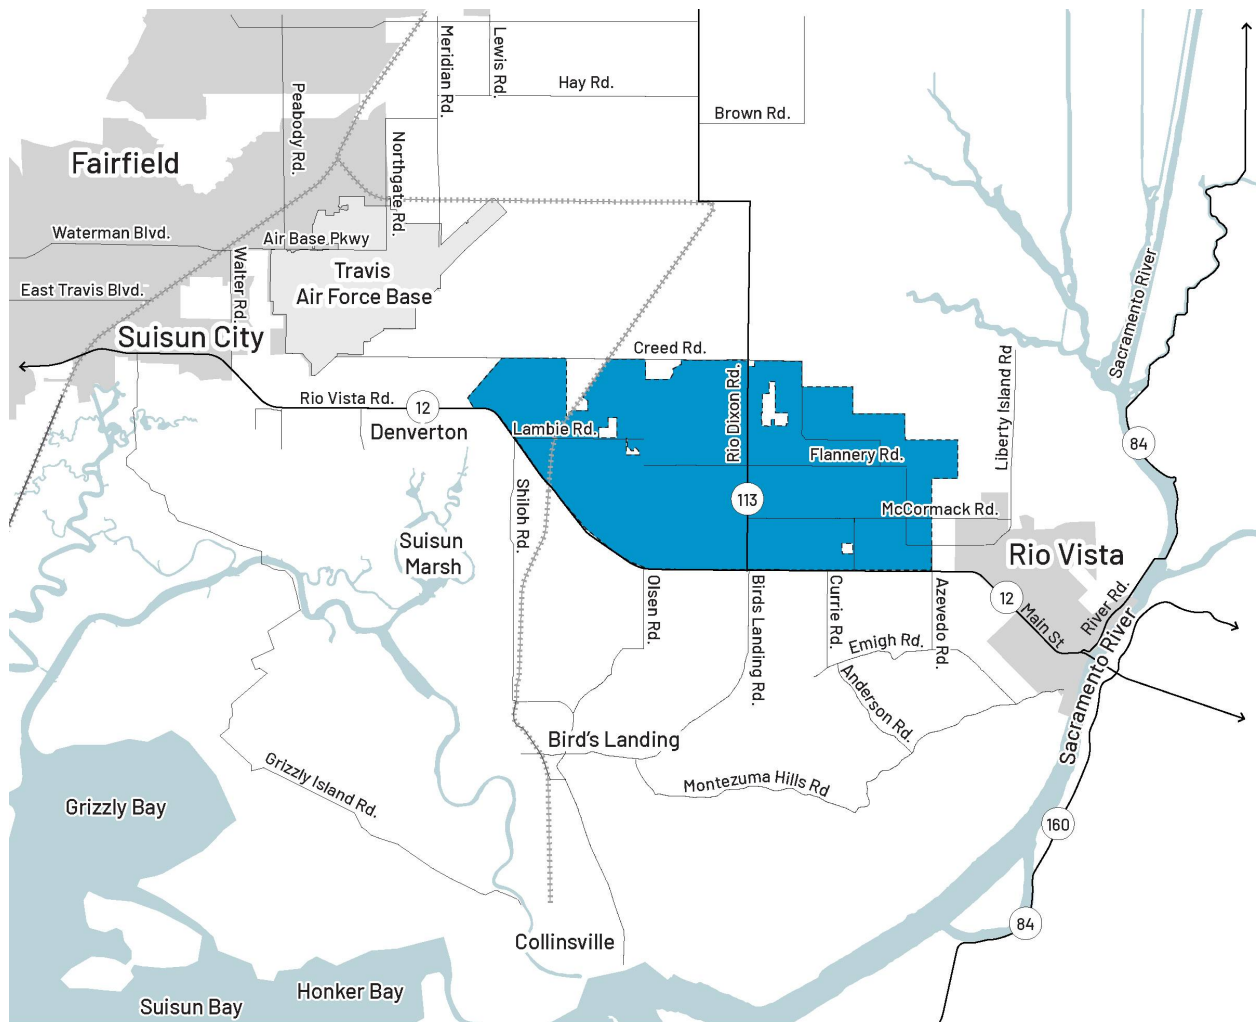 Lewis Rd.
Meridian Rd.
Hay Rd.
Peabody Rd.
Brown Rd.
Northgate Rd.
Fairfield
Waterman Blvd.
Air Base Pkwy
Walter Rd.
Travis
Air Force Base
East Travis Blvd.
Sacramento River
Suisun City
Creed Rd.
Rio Dixon Rd.
Liberty Island Rd
Rio Vista Rd.
12
Denverton
Lambie Rd.
84
Flannery Rd.
113
Shiloh Rd.
McCormack Rd.
Suisun
Marsh
Rio Vista
Olsen Rd.
Birds Landing Rd.
Currie Rd.
Azevedo Rd.
12
Main St
River Rd.
Emigh Rd.
Anderson Rd.
Sacramento River
Bird's Landing
Grizzly Island Rd.
Montezuma Hills Rd
Grizzly Bay
160
84
Collinsville
Honker Bay
Suisun Bay